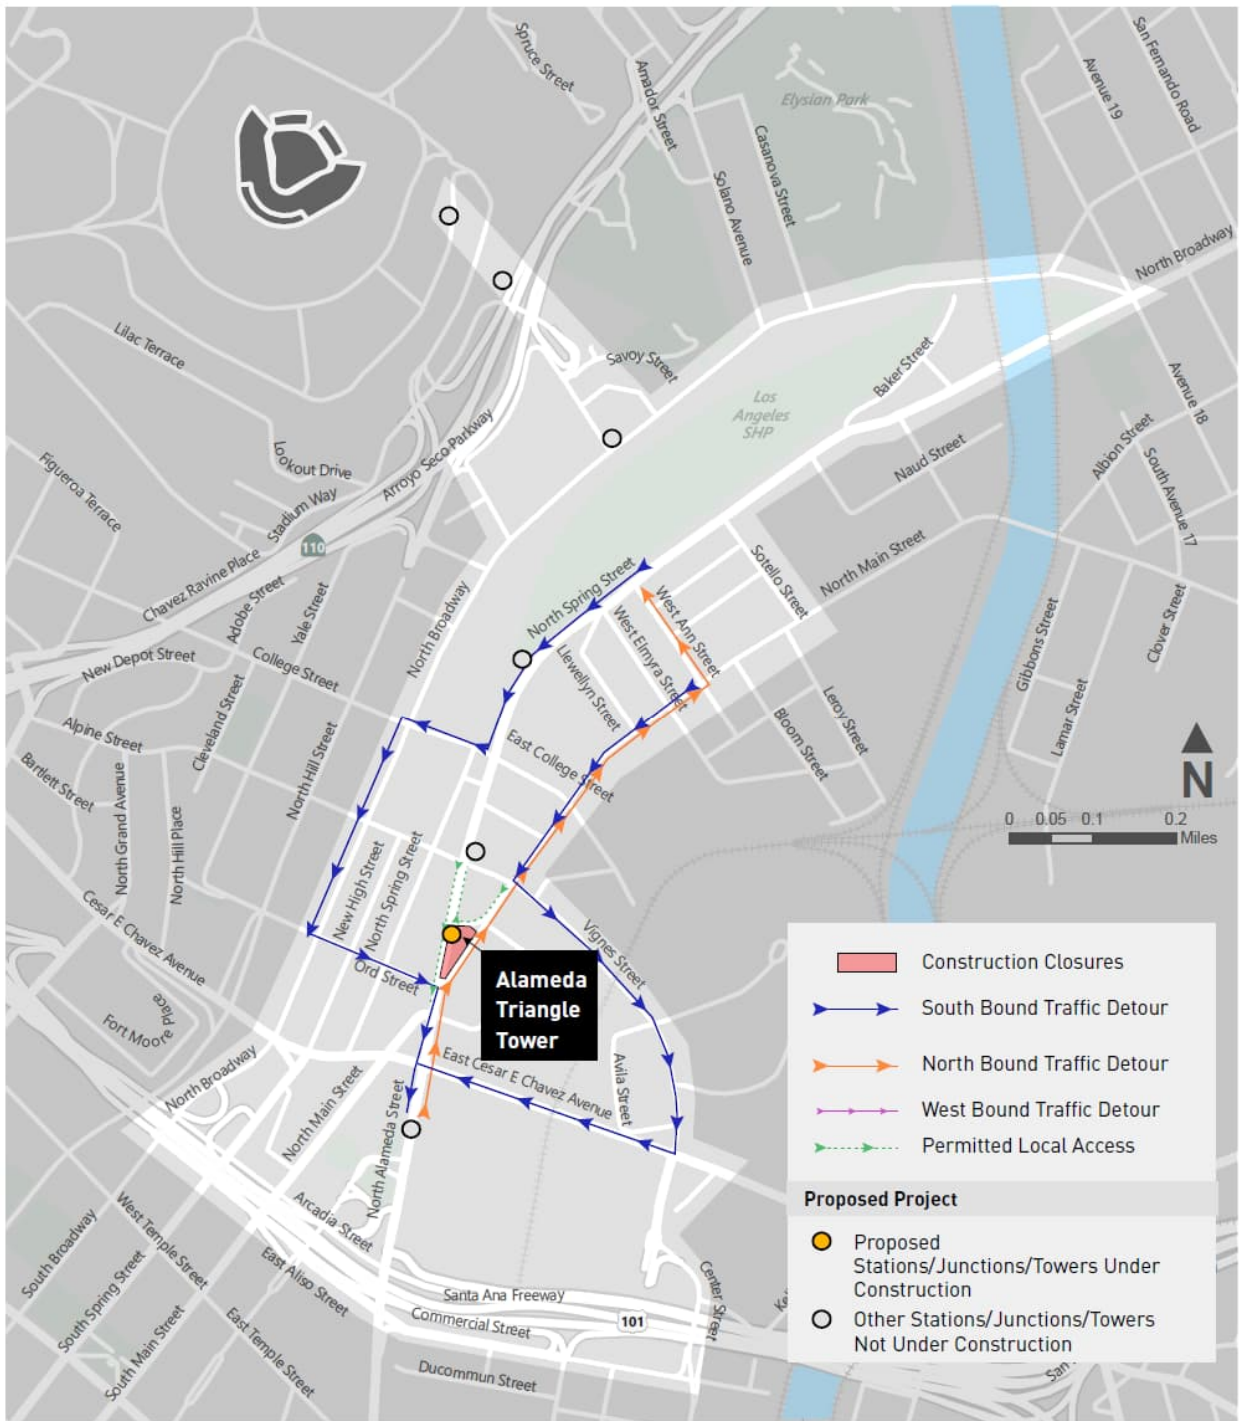 Spruce Street
Amador Street
Elysian Park
Avenue 19
San Fernando Road
Casanova Street
Solano Avenue
North Broadway
Lilac Terrace
Savoy Street
Baker Street
Los
Angeles
SHP
Avenue 18
Arroyo Seco Parkway
Lookout Drive
Figueroa Terrace
Stadium Way
Naud Street
Albion Street
South Avenue 17
110
Chavez Ravine Place
Sotello Street
North Main Street
North Spring Street
Adobe Street
Yale Street
North Broadway
West Ann Street
West Elmyra Street
Llewellyn Street
Gibbons Street
Clover Street
New Depot Street
College Street
Cleveland Street
Alpine Street
Bartlett Street
North Hill Street
Leroy Street
Bloom Street
Lamar Street
East College Street
N
0 0.05 0.1 0.2
Miles
North Grand Avenue
North Hill Place
New High Street
North Spring Street
Cesar E Chavez Avenue
Vignes Street
Ord Street
Alameda
Triangle
Tower
Fort Moore
Place
East Cesar E Chavez Avenue
Avila Street
North Broadway
North Main Street
North Alameda Street
Arcadia Street
West Temple Street
South Broadway
South Spring Street
South Main Street
East Aliso Street
East Temple Street
Santa Ana Freeway
Commercial Street
101
Ducommun Street
Center Street
Construction Closures
South Bound Traffic Detour
North Bound Traffic Detour
West Bound Traffic Detour
Permitted Local Access
Proposed Project
Proposed
Stations/Junctions/Towers Under
Construction
Other Stations/Junctions/Towers
Not Under Construction